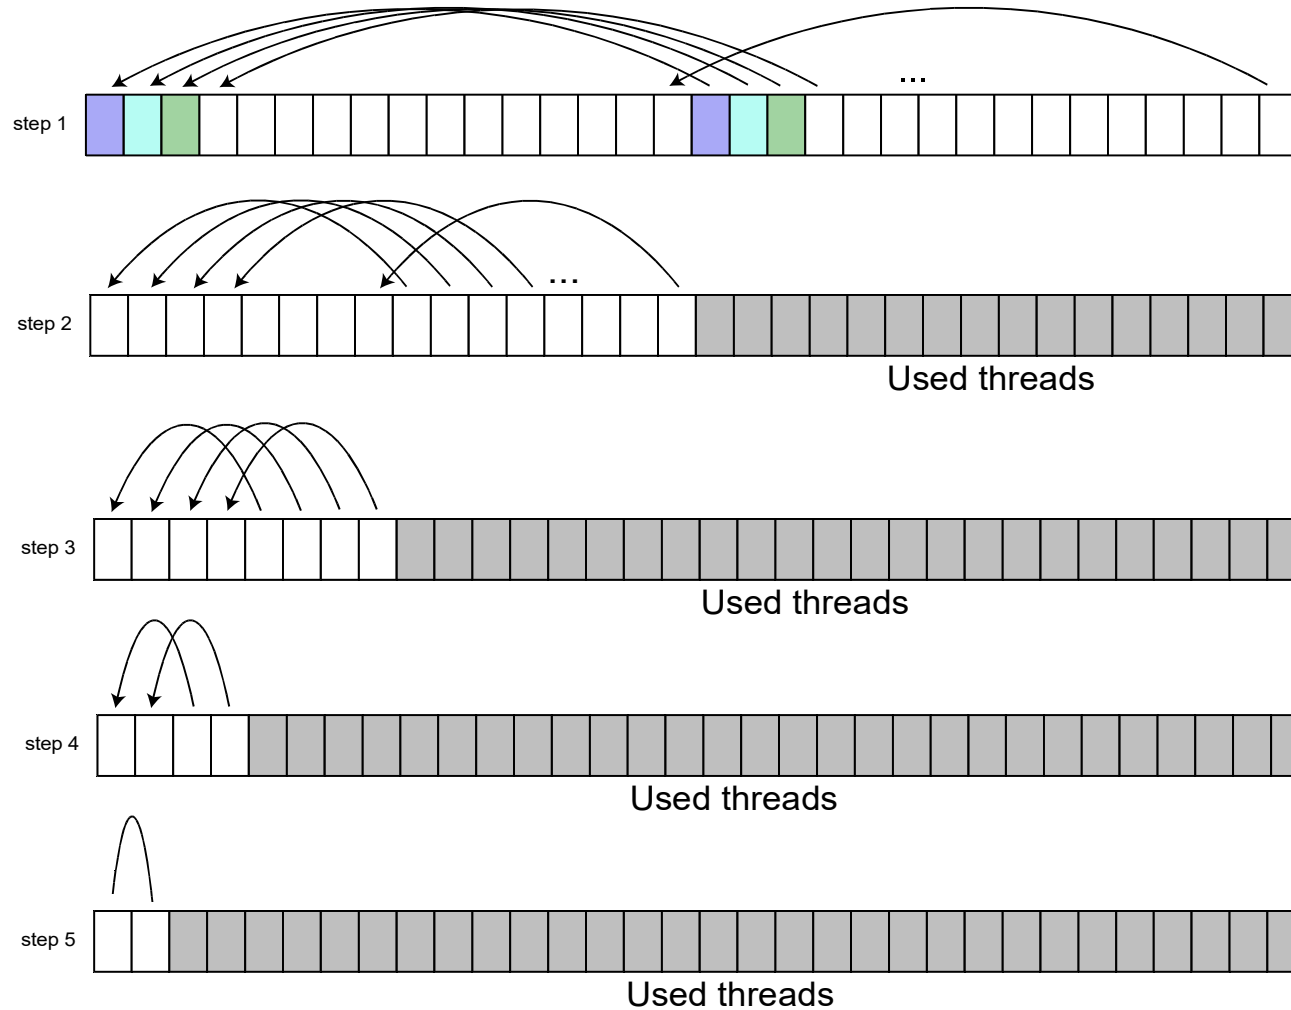 ...
step 1
...
step 2
Used threads
step 3
Used threads
step 4
Used threads
step 5
Used threads